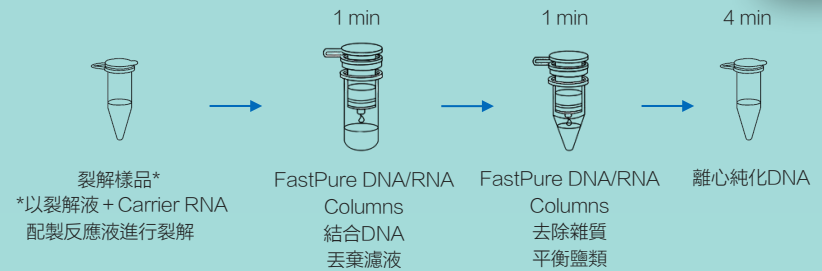 1 min
1 min
4 min
裂解樣品*
*以裂解液+Carrier RNA
配製反應液進行裂解
FastPure DNA/RNA
Columns
結合DNA
丟棄濾液
FastPure DNA/RNA
Columns
去除雜質
平衡鹽類
離心純化DNA